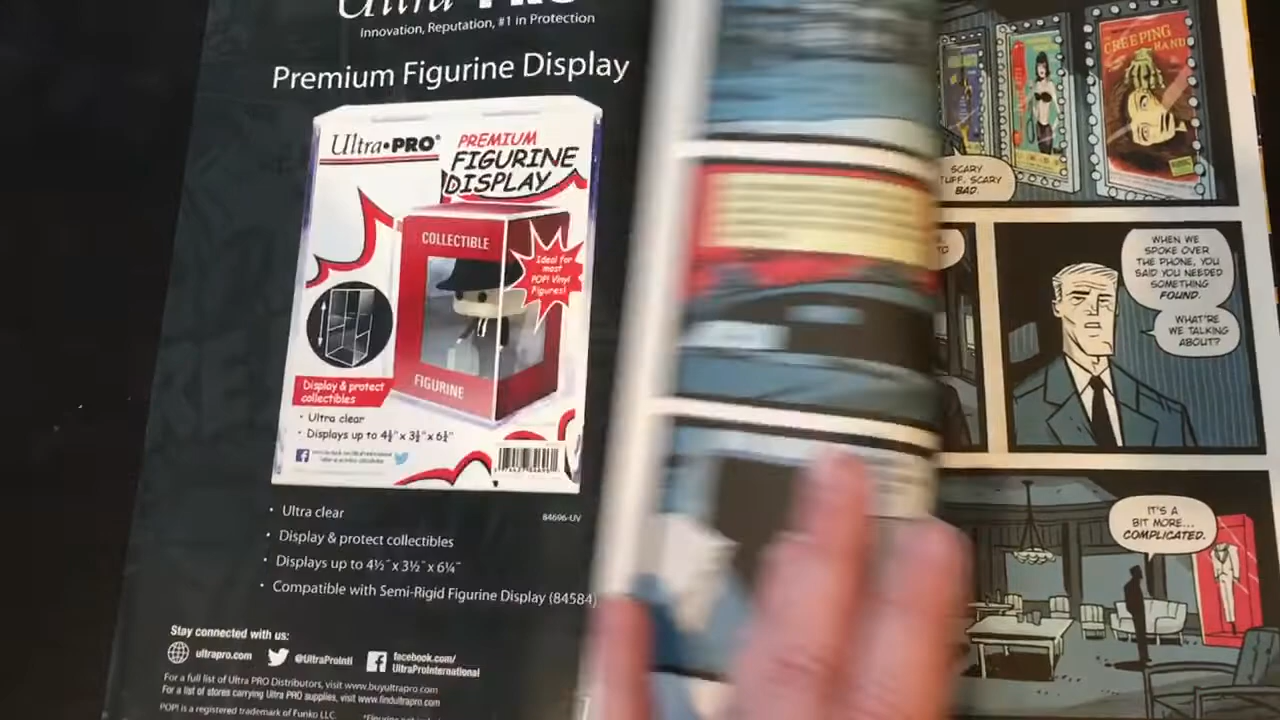 Ultra PRO
Innovation, Reputation, #1 in Protection
Premium Figurine Display
Ultra•PRO®
PREMIUM
FIGURINE
DISPLAY
COLLECTIBLE
Ideal for
most
POP! Vinyl
Figures!
FIGURINE
Display & protect
collectibles
• Ultra clear
• Displays up to 4½" x 3½" x 6¼"
• Ultra clear
84696-UV
• Display & protect collectibles
• Displays up to 4½" x 3½" x 6¼"
• Compatible with Semi-Rigid Figurine Display (84584)
Stay connected with us:
ultrapro.com
@UltraProIntl
facebook.com/
UltraProInternational
For a full list of Ultra PRO Distributors, visit www.buyultrapro.com
For a list of stores carrying Ultra PRO supplies, visit www.findultrapro.com
POP! is a registered trademark of Funko LLC.
CREEPING
HAND
SCARY
STUFF. SCARY
BAD.
TO
WHEN WE
SPOKE OVER
THE PHONE, YOU
SAID YOU NEEDED
SOMETHING
FOUND.
WHAT'RE
WE TALKING
ABOUT?
IT'S A
BIT MORE...
COMPLICATED.